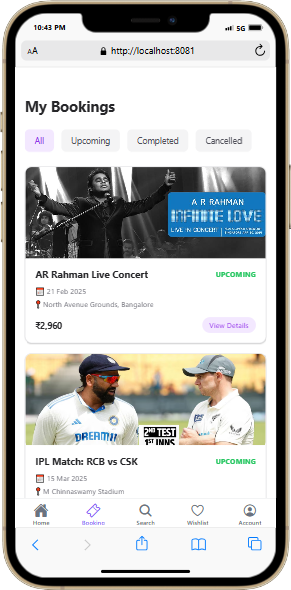 10:43 PM
5G
AA
http://localhost:8081
My Bookings
All
Upcoming
Completed
Cancelled
A R RAHMAN
INFINITE LOVE
LIVE IN CONCERT
AR Rahman Live Concert
UPCOMING
21 Feb 2025
North Avenue Grounds, Bangalore
₹2,960
View Details
DREAM11
2ND TEST
1ST INNS
IPL Match: RCB vs CSK
UPCOMING
15 Mar 2025
M Chinnaswamy Stadium
Home
Booking
Search
Wishlist
Account